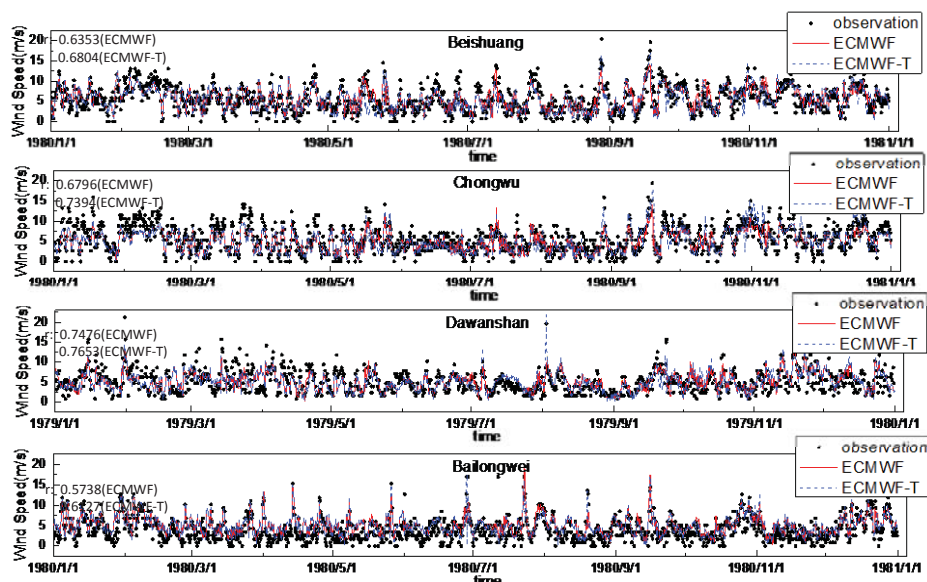 observation
ECMWF
ECMWF-T
Beishuang
r: 0.6353(ECMWF)
0.6804(ECMWF-T)
Wind Speed(m/s)
20
15
10
5
0
1980/1/1 1980/3/1 1980/5/1 1980/7/1 1980/9/1 1980/11/1 1981/1/1
time
observation
ECMWF
ECMWF-T
Chongwu
r: 0.6796(ECMWF)
0.7394(ECMWF-T)
Wind Speed(m/s)
20
15
10
5
0
1980/1/1 1980/3/1 1980/5/1 1980/7/1 1980/9/1 1980/11/1 1981/1/1
time
observation
ECMWF
ECMWF-T
Dawanshan
r: 0.7476(ECMWF)
0.7653(ECMWF-T)
Wind Speed(m/s)
20
15
10
5
0
1979/1/1 1979/3/1 1979/5/1 1979/7/1 1979/9/1 1979/11/1 1980/1/1
time
observation
ECMWF
ECMWF-T
Bailongwei
r: 0.5738(ECMWF)
(ECMWF-T)
Wind Speed(m/s)
20
15
10
5
0
1980/1/1 1980/3/1 1980/5/1 1980/7/1 1980/9/1 1980/11/1 1981/1/1
time